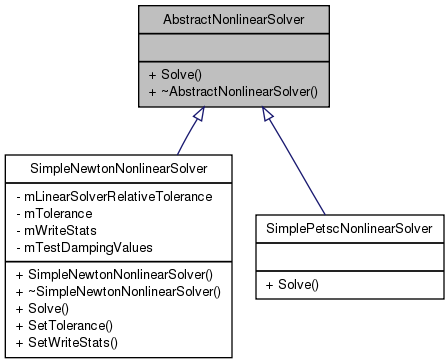 AbstractNonlinearSolver
+ Solve()
+ ~AbstractNonlinearSolver()
SimpleNewtonNonlinearSolver
- mLinearSolverRelativeTolerance
- mTolerance
- mWriteStats
- mTestDampingValues
+ SimpleNewtonNonlinearSolver()
+ ~SimpleNewtonNonlinearSolver()
+ Solve()
+ SetTolerance()
+ SetWriteStats()
SimplePetscNonlinearSolver
+ Solve()